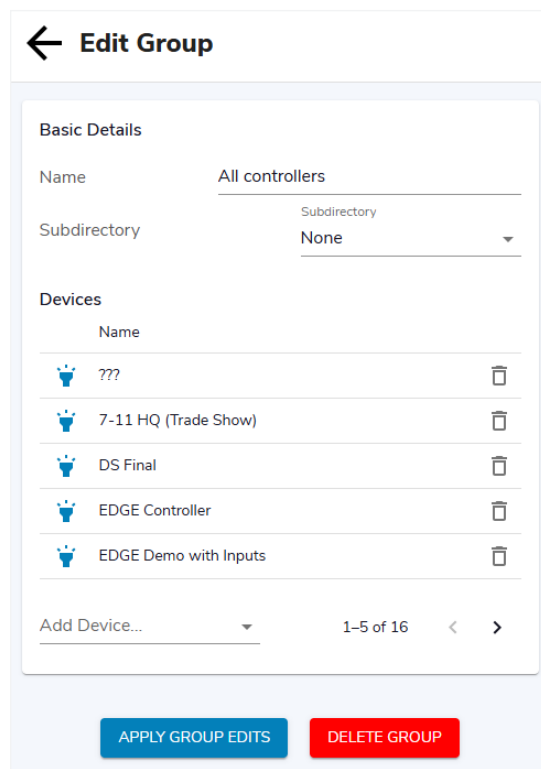 Edit Group
Basic Details
Name All controllers
Subdirectory
Subdirectory None
Devices
Name
???
7-11 HQ (Trade Show)
DS Final
EDGE Controller
EDGE Demo with Inputs
Add Device... 1–5 of 16
APPLY GROUP EDITS DELETE GROUP